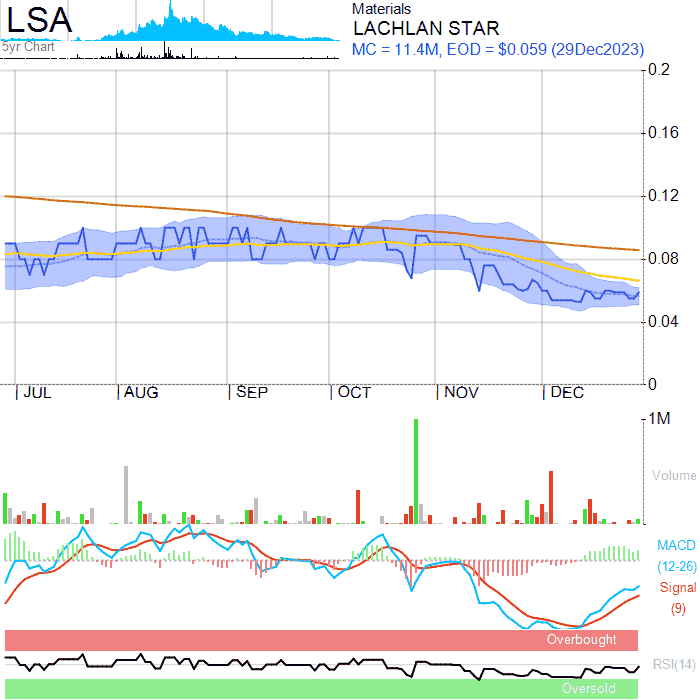 LSA
5yr Chart
Materials
LACHLAN STAR
MC = 11.4M, EOD = $0.059 (29Dec2023)
0.2
0.16
0.12
0.08
0.04
0
JUL AUG SEP OCT NOV DEC
1M
Volume
MACD
(12-26)
Signal
(9)
Overbought
RSI(14)
Oversold